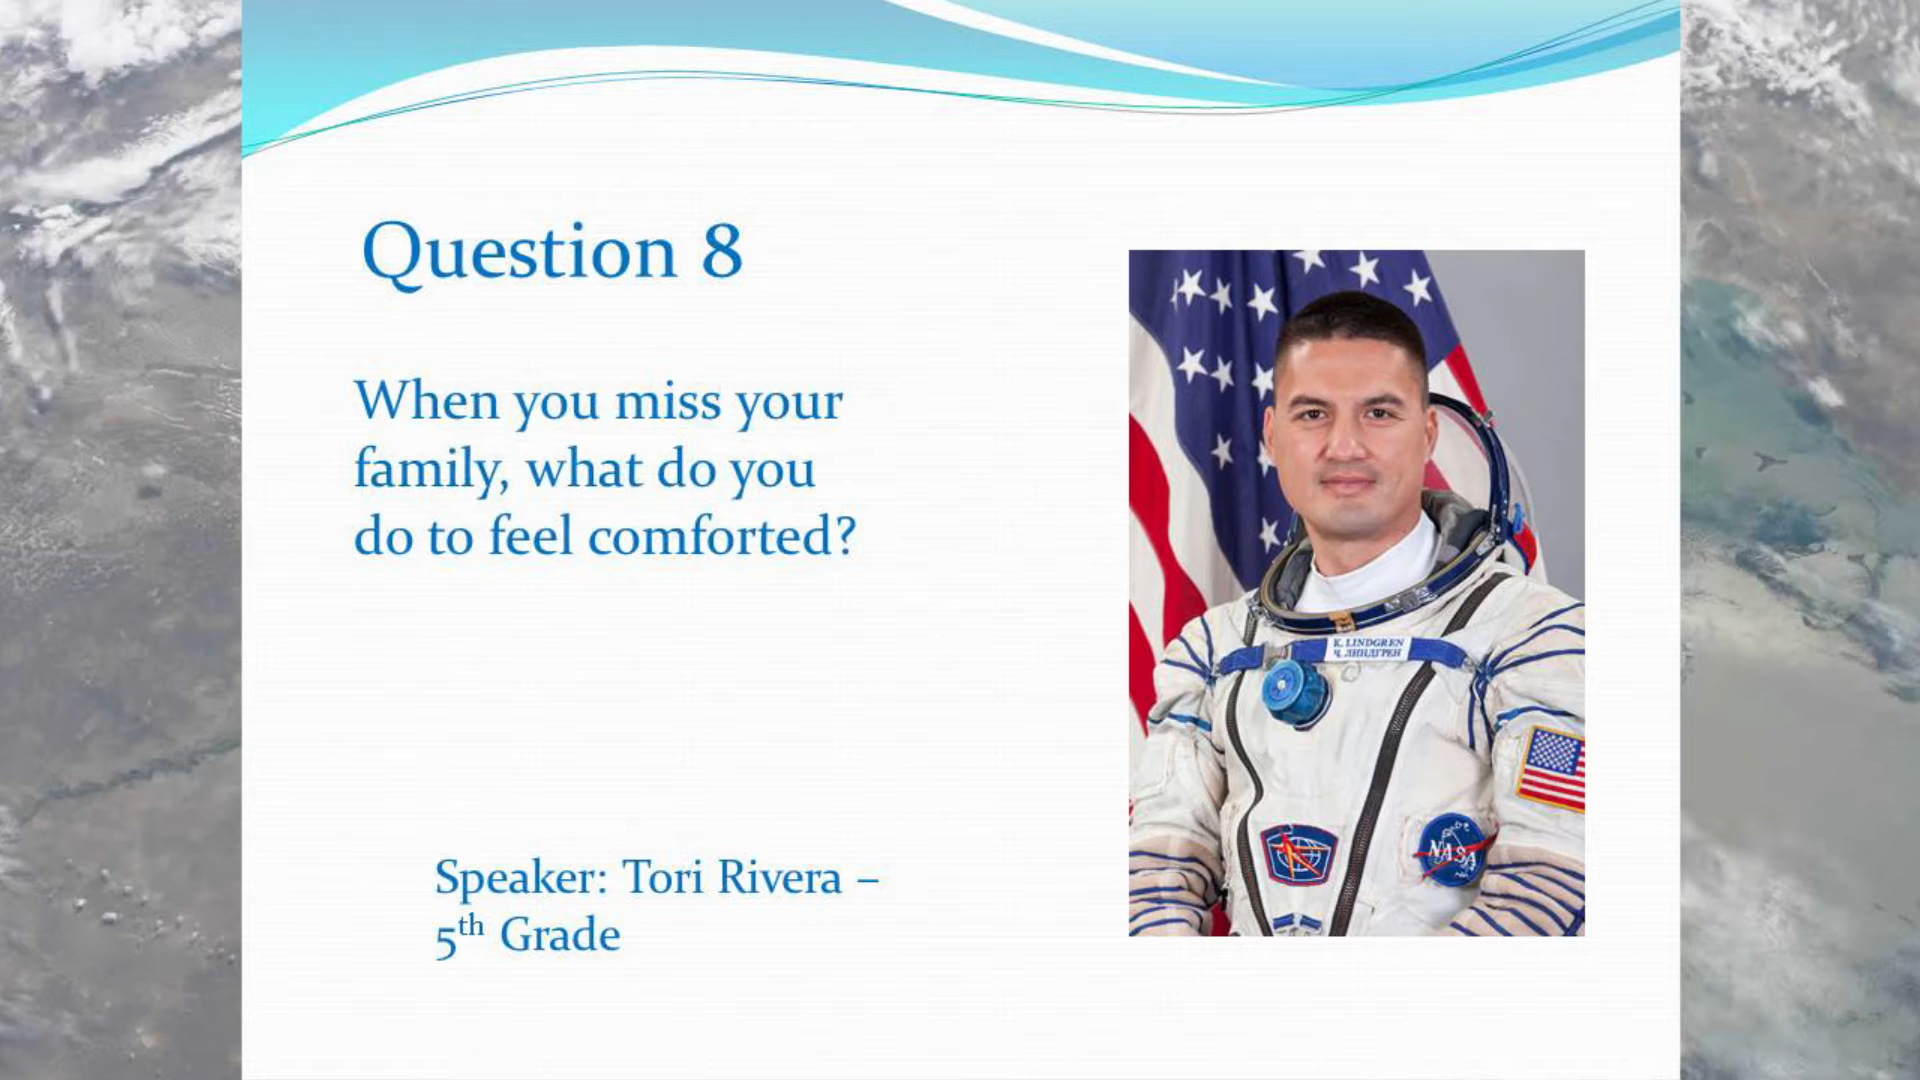 Question 8
When you miss your
family, what do you
do to feel comforted?
Speaker: Tori Rivera –
5th Grade
K. LINDGREN
Ч. ЛИНДГРЕН
NASA